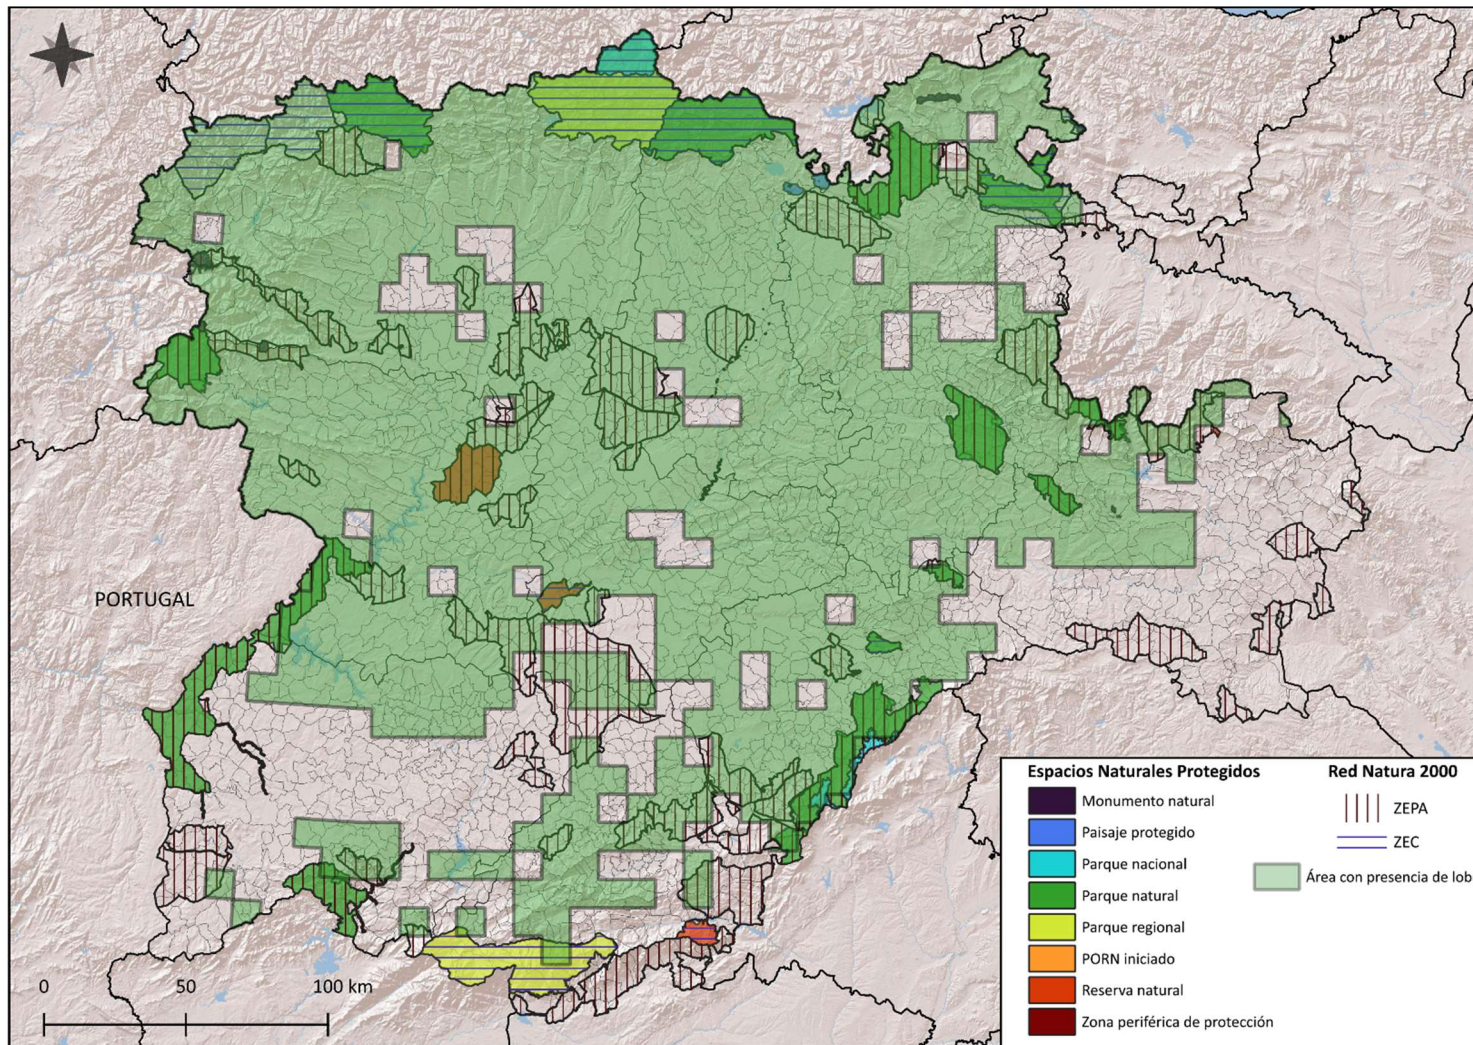 PORTUGAL
0 50 100 km
Espacios Naturales Protegidos
Monumento natural
Paisaje protegido
Parque nacional
Parque natural
Parque regional
PORN iniciado
Reserva natural
Zona periférica de protección
Red Natura 2000
ZEPA
ZEC
Área con presencia de lob